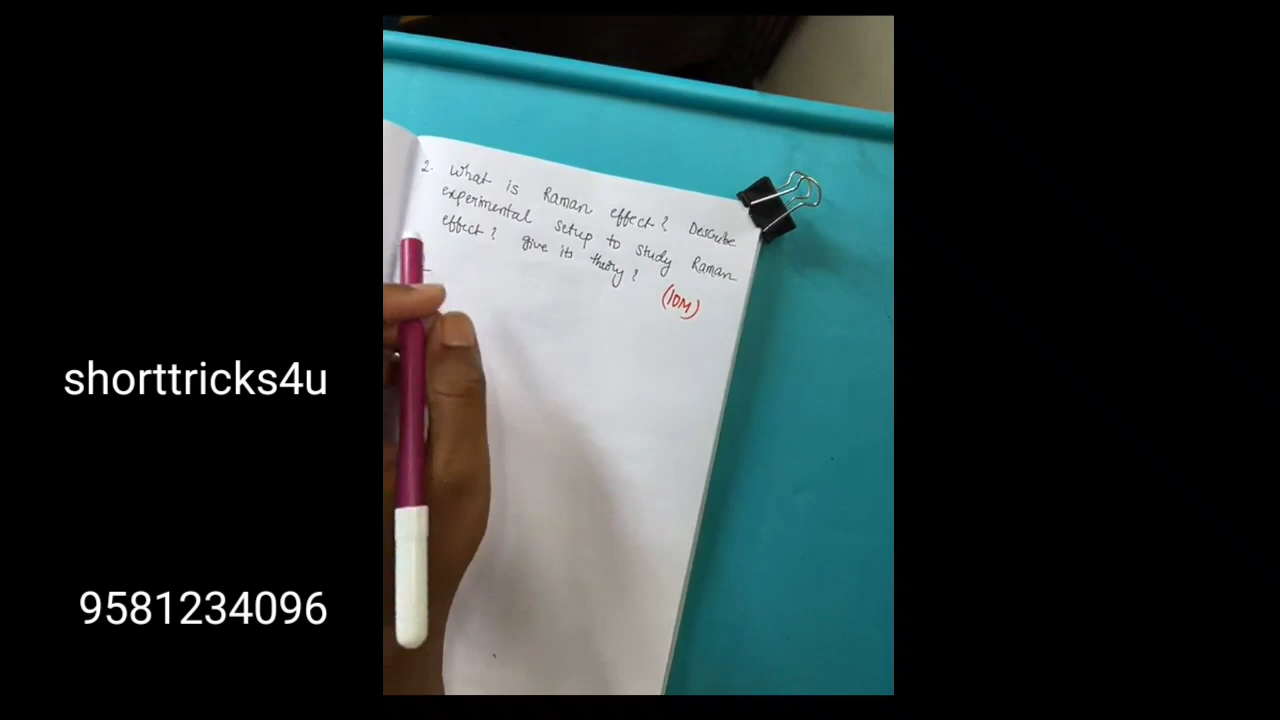 2. What is Raman effect? Describe
experimental setup to study Raman
effect? give its theory?
(10M)
shorttricks4u
9581234096